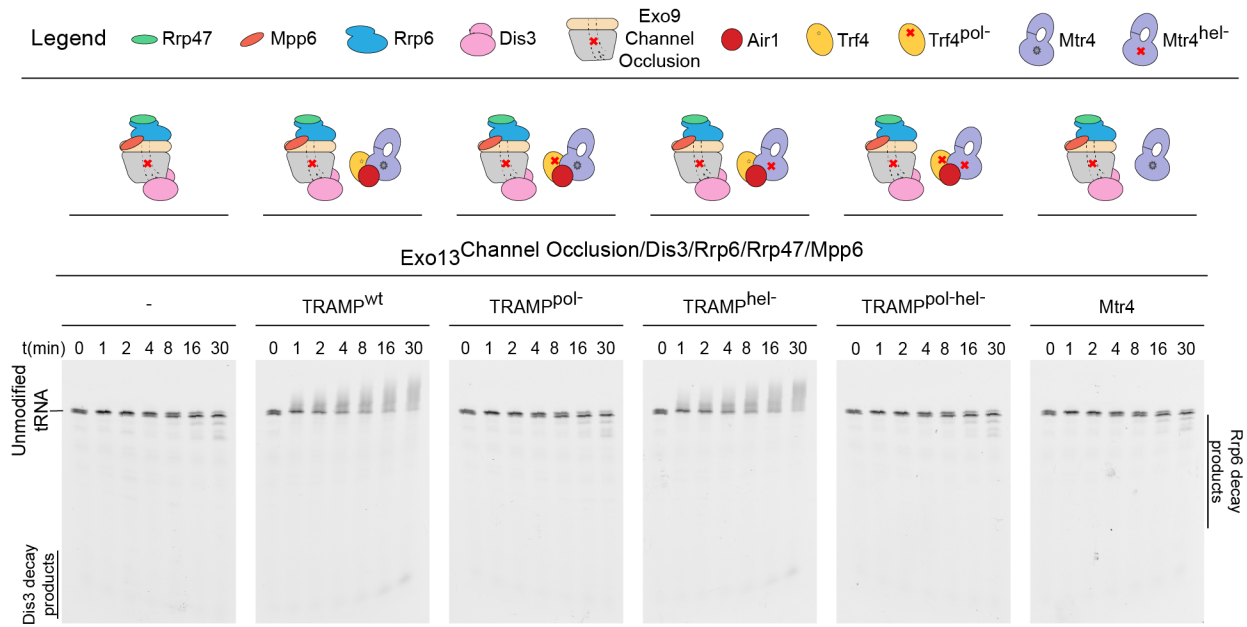 Legend
Rrp47
Mpp6
Rrp6
Dis3
Exo9
Channel
Occlusion
Air1
Trf4
Trf4pol-
Mtr4
Mtr4hel-
Exo13Channel Occlusion/Dis3/Rrp6/Rrp47/Mpp6
- TRAMPwt TRAMPpol- TRAMPhel- TRAMPpol-hel- Mtr4
t(min) 0 1 2 4 8 16 30 0 1 2 4 8 16 30 0 1 2 4 8 16 30 0 1 2 4 8 16 30 0 1 2 4 8 16 30 0 1 2 4 8 16 30
Unmodified
tRNA
Rrp6 decay
products
Dis3 decay
products